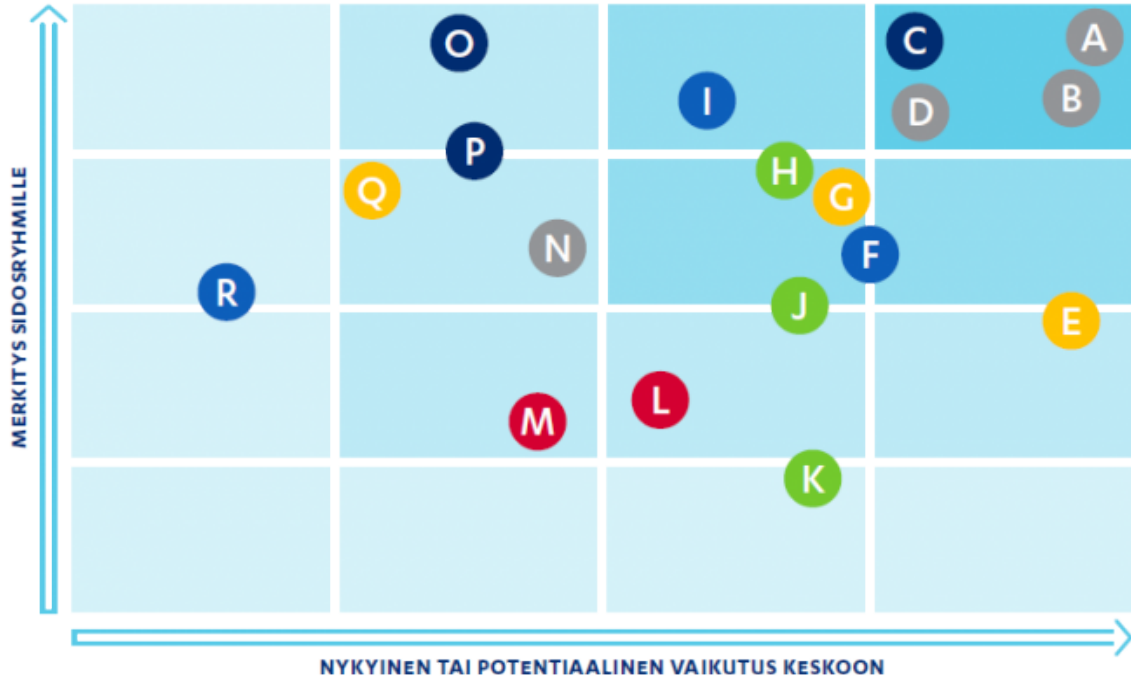 O
C
A
I
D
B
P
H
Q
G
N
F
R
J
E
M
L
K
MERKITYS SIDOSRYHMILLE
NYKYINEN TAI POTENTIAALINEN VAIKUTUS KESKOON